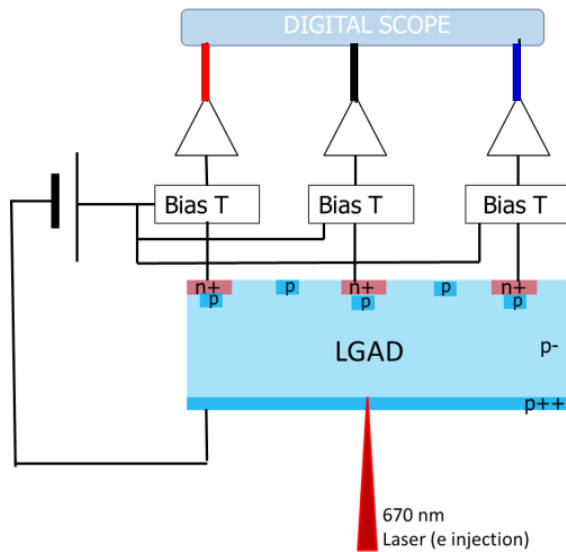 DIGITAL SCOPE
Bias T
Bias T
Bias T
n+
p
n+
p
n+
p
p
p
LGAD
p-
p++
670 nm
Laser (e injection)